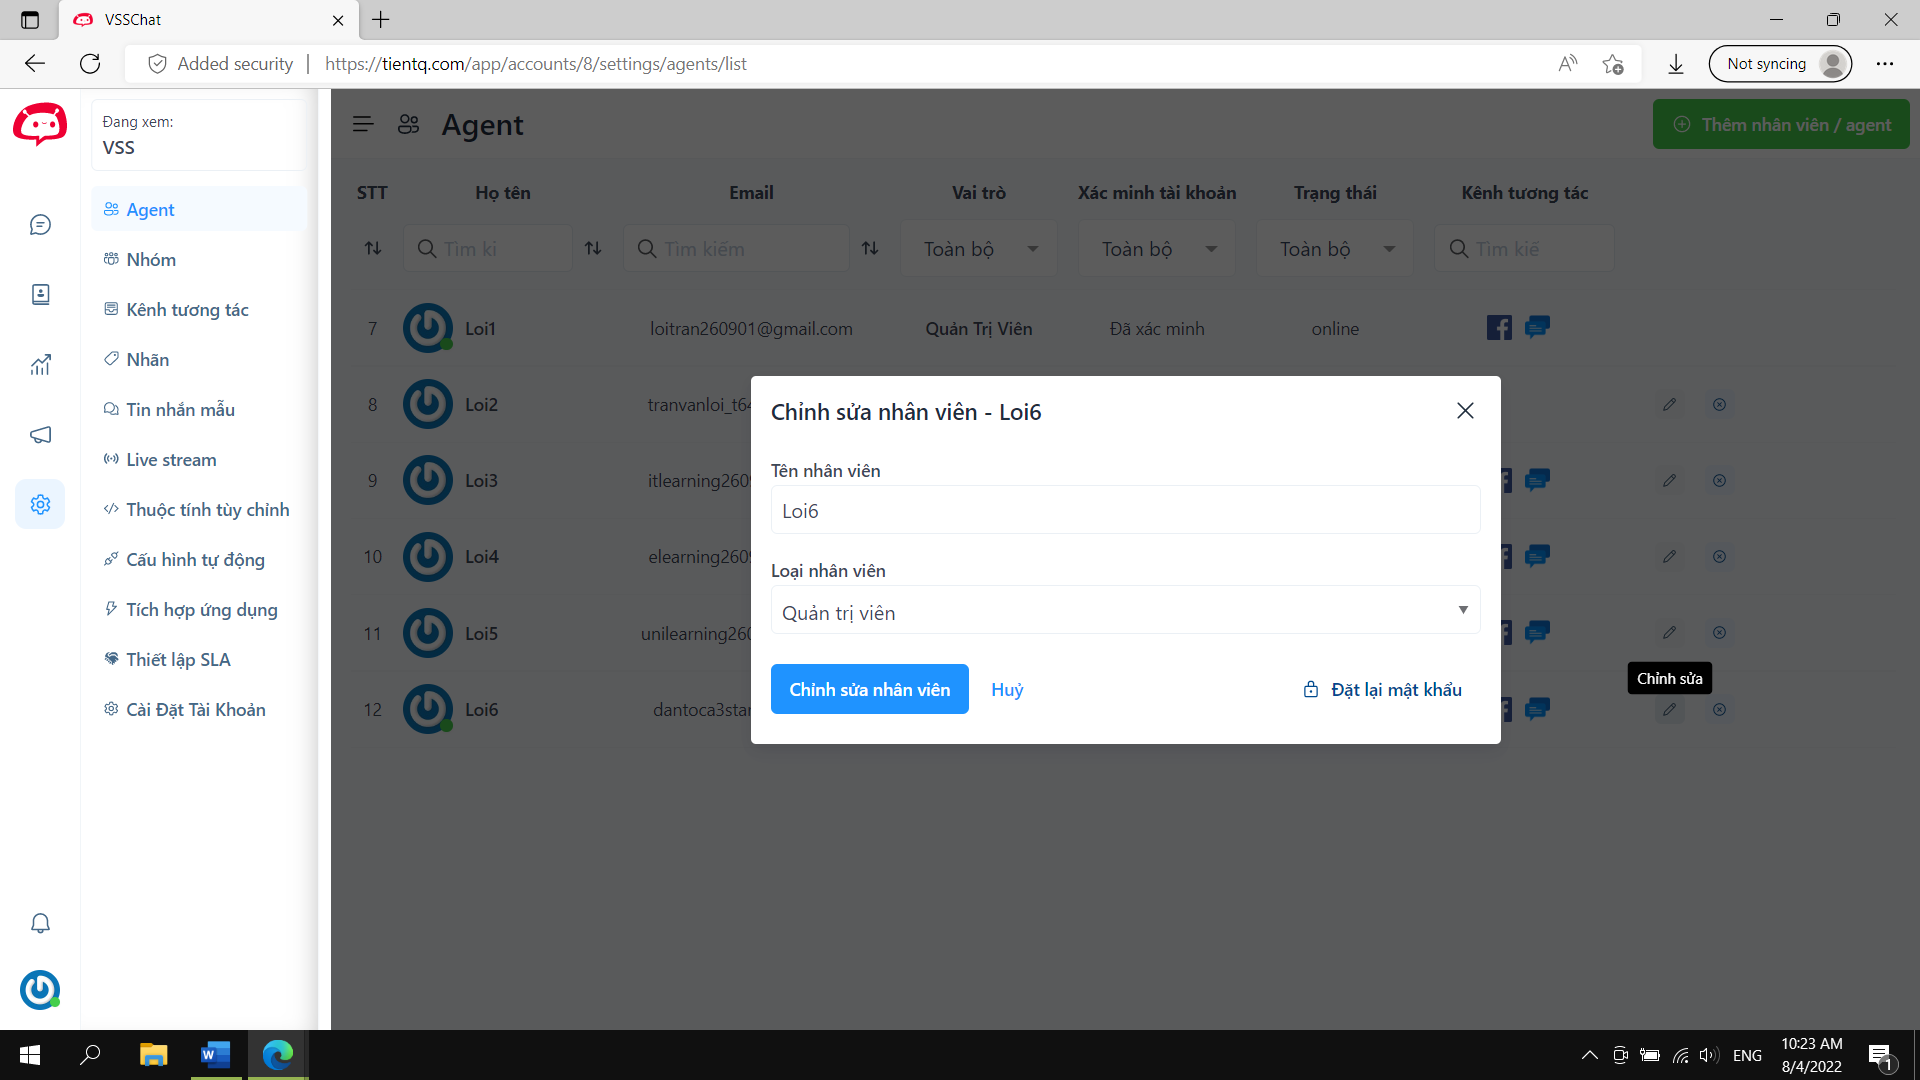 VSSChat
Added security
https://tientq.com/app/accounts/8/settings/agents/list
Not syncing
Đang xem:
VSS
Agent
Nhóm
Kênh tương tác
Nhãn
Tin nhắn mẫu
Live stream
Thuộc tính tùy chỉnh
Cấu hình tự động
Tích hợp ứng dụng
Thiết lập SLA
Cài Đặt Tài Khoản
Agent
Thêm nhân viên / agent
STT Họ tên Email Vai trò Xác minh tài khoản Trạng thái Kênh tương tác
Tìm ki Tìm kiếm Toàn bộ Toàn bộ Toàn bộ Tìm kiế
7 Loi1 loitran260901@gmail.com Quản Trị Viên Đã xác minh online
8 Loi2 tranvanloi_t64
9 Loi3 itlearning260
10 Loi4 elearning260
11 Loi5 unilearning260
12 Loi6 dantoca3star
Chỉnh sửa nhân viên - Loi6
Tên nhân viên
Loi6
Loại nhân viên
Quản trị viên
Chỉnh sửa nhân viên Huỷ Đặt lại mật khẩu
Chỉnh sửa
ENG
10:23 AM
8/4/2022
1